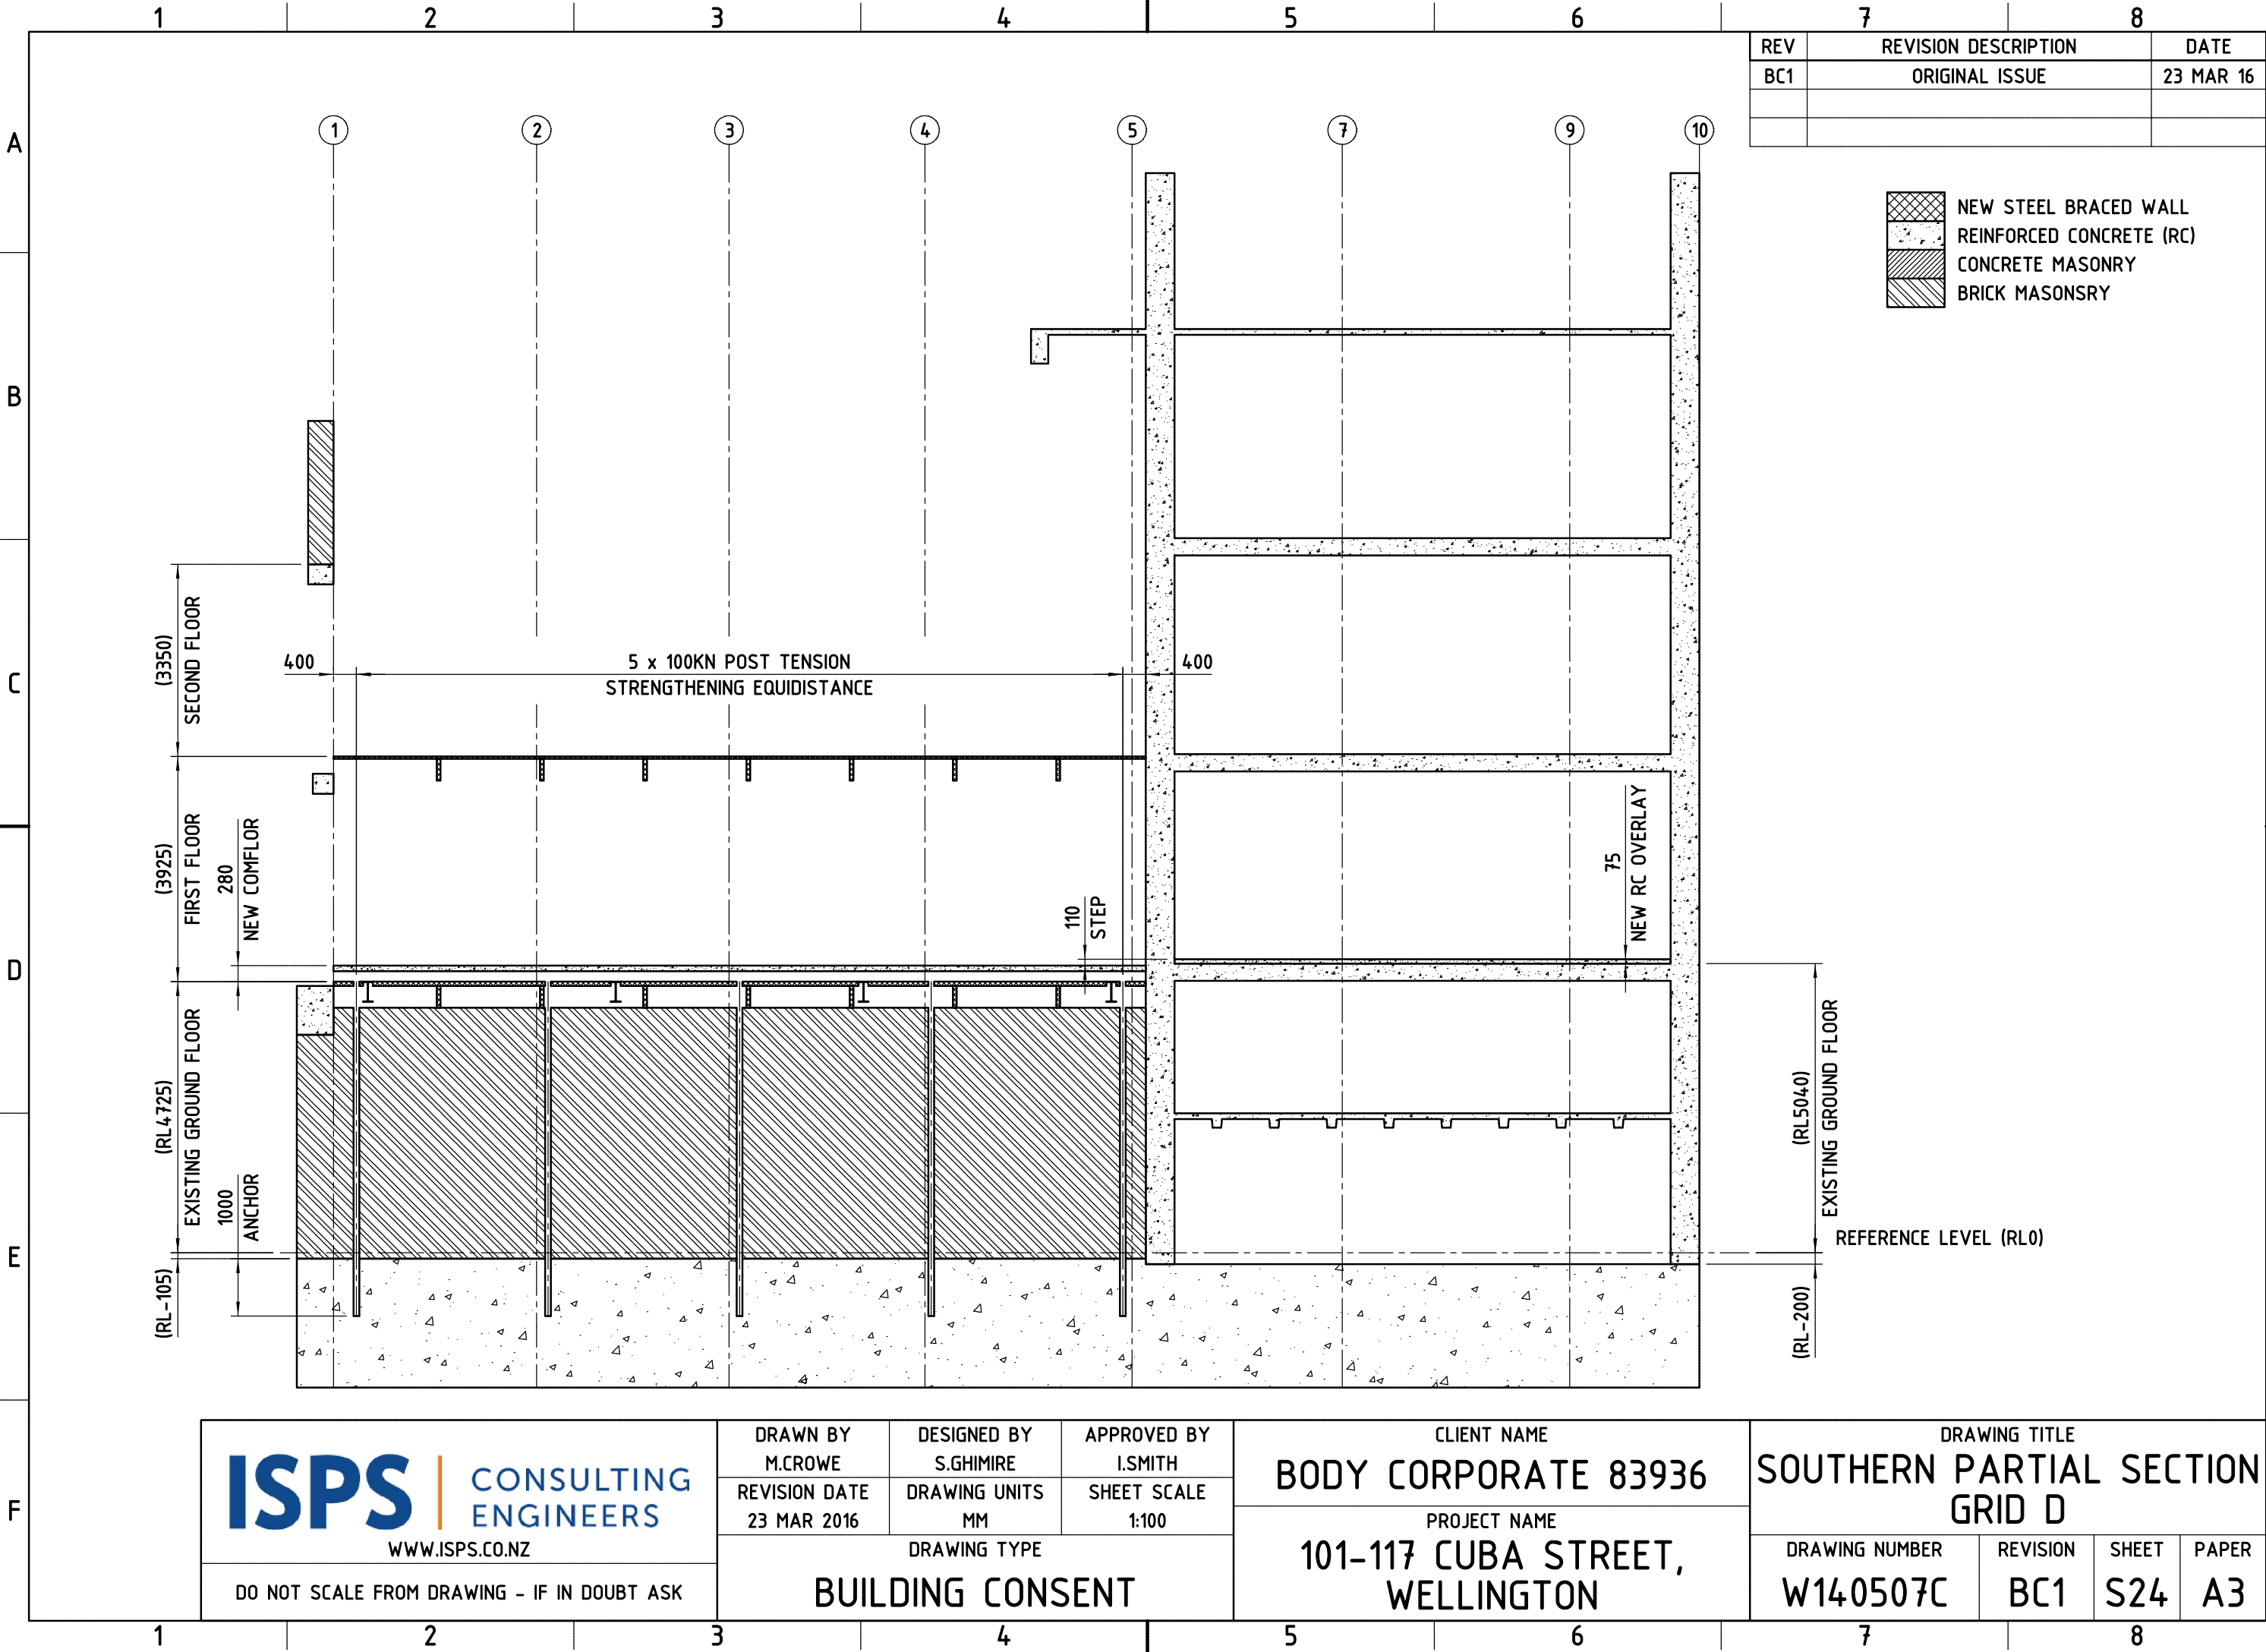 1 2 3 4 5 6 7 8
REV REVISION DESCRIPTION DATE
BC1 ORIGINAL ISSUE 23 MAR 16
A
1 2 3 4 5 7 9 10
NEW STEEL BRACED WALL
REINFORCED CONCRETE (RC)
CONCRETE MASONRY
BRICK MASONSRY
B
C
(3350)
SECOND FLOOR
400
5 x 100KN POST TENSION
STRENGTHENING EQUIDISTANCE
400
(3925)
FIRST FLOOR
280
NEW COMFLOR
110
STEP
75
NEW RC OVERLAY
D
(RL4725)
EXISTING GROUND FLOOR
1000
ANCHOR
(RL5040)
EXISTING GROUND FLOOR
REFERENCE LEVEL (RL0)
E
(RL-105)
(RL-200)
F
ISPS CONSULTING
ENGINEERS
WWW.ISPS.CO.NZ
DO NOT SCALE FROM DRAWING - IF IN DOUBT ASK
DRAWN BY DESIGNED BY APPROVED BY
M.CROWE S.GHIMIRE I.SMITH
REVISION DATE DRAWING UNITS SHEET SCALE
23 MAR 2016 MM 1:100
DRAWING TYPE
BUILDING CONSENT
CLIENT NAME
BODY CORPORATE 83936
PROJECT NAME
101-117 CUBA STREET,
WELLINGTON
DRAWING TITLE
SOUTHERN PARTIAL SECTION
GRID D
DRAWING NUMBER REVISION SHEET PAPER
W140507C BC1 S24 A3
1 2 3 4 5 6 7 8